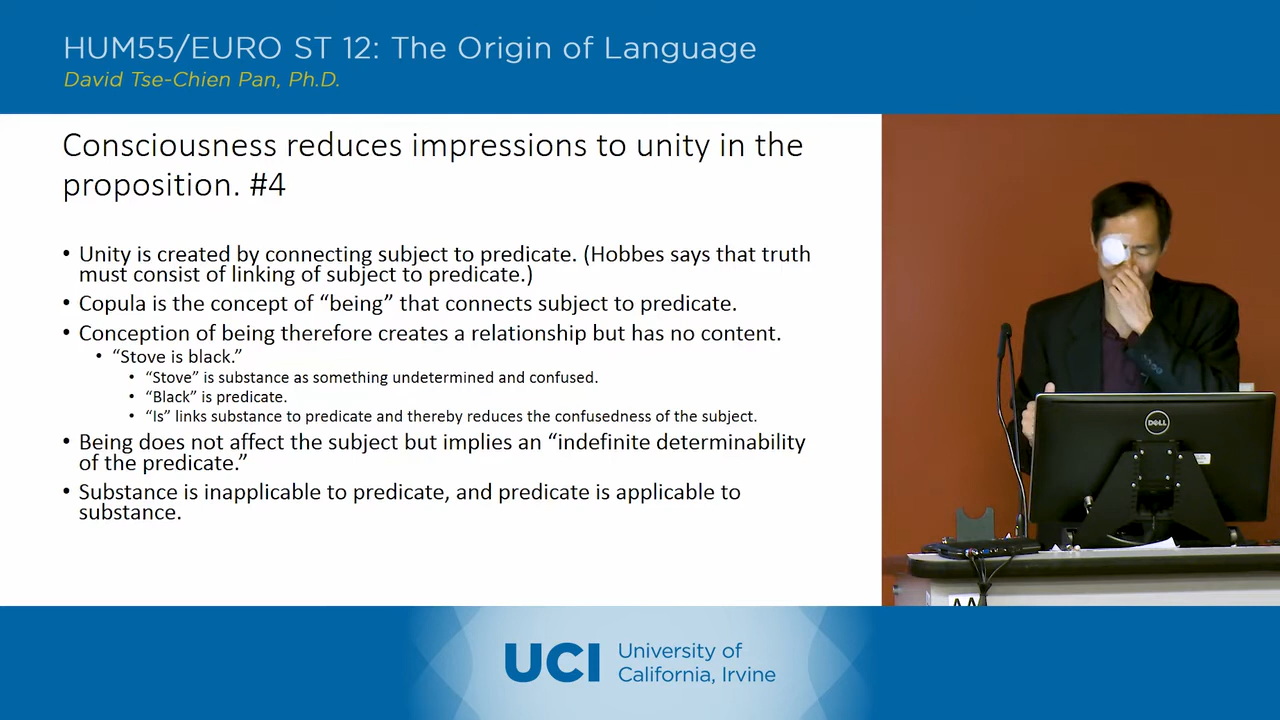 HUM55/EURO ST 12: The Origin of Language
David Tse-Chien Pan, Ph.D.
Consciousness reduces impressions to unity in the
proposition. #4
• Unity is created by connecting subject to predicate. (Hobbes says that truth
must consist of linking of subject to predicate.)
• Copula is the concept of “being” that connects subject to predicate.
• Conception of being therefore creates a relationship but has no content.
• “Stove is black.”
• “Stove” is substance as something undetermined and confused.
• “Black” is predicate.
• “Is” links substance to predicate and thereby reduces the confusedness of the subject.
• Being does not affect the subject but implies an “indefinite determinability
of the predicate.”
• Substance is inapplicable to predicate, and predicate is applicable to
substance.
DELL
UCI
University of
California, Irvine